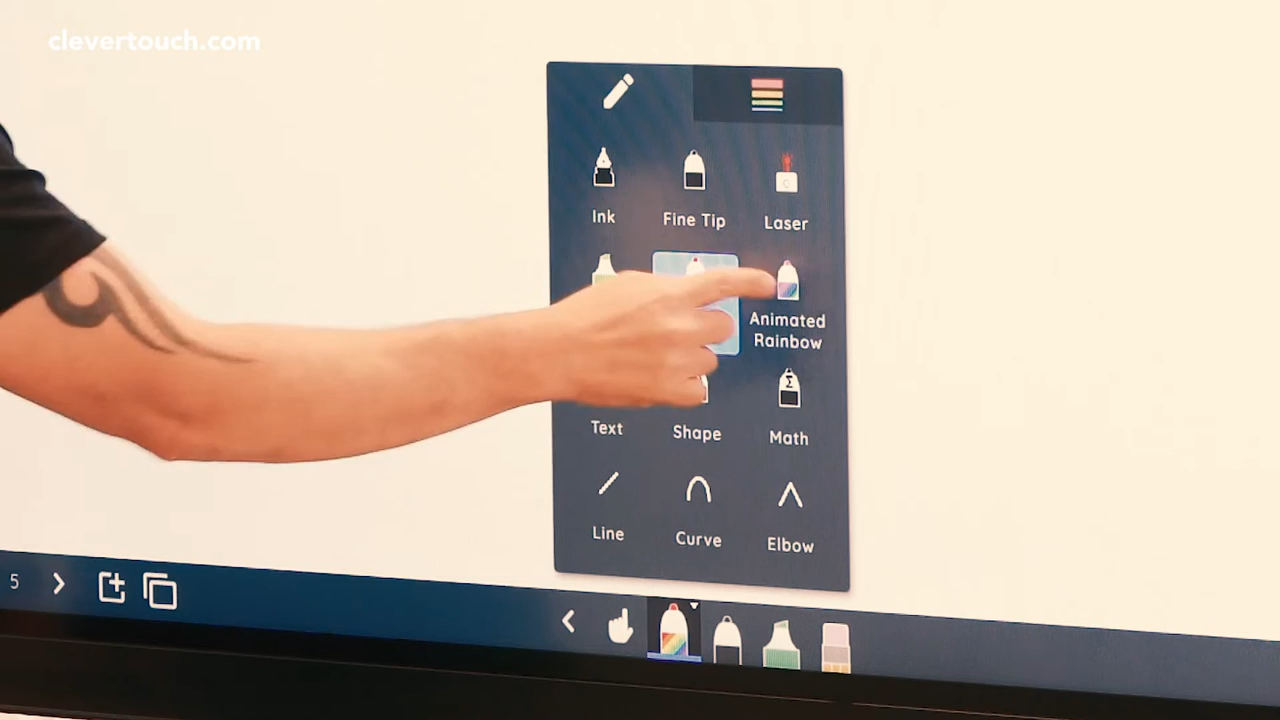 clevertouch.com
Ink
Fine Tip
Laser
Animated
Rainbow
Text
Shape
Σ
Math
Line
Curve
Elbow
5